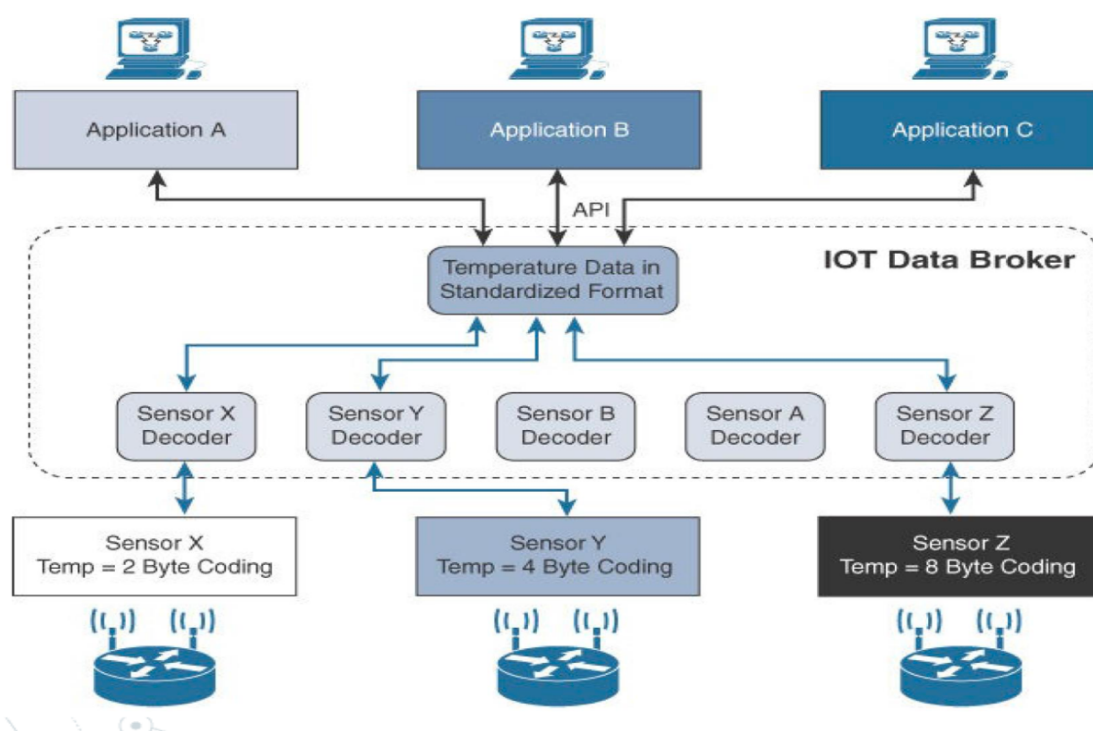 Application A
Application B
Application C
API
IOT Data Broker
Temperature Data in
Standardized Format
Sensor X
Decoder
Sensor Y
Decoder
Sensor B
Decoder
Sensor A
Decoder
Sensor Z
Decoder
Sensor X
Temp = 2 Byte Coding
Sensor Y
Temp = 4 Byte Coding
Sensor Z
Temp = 8 Byte Coding